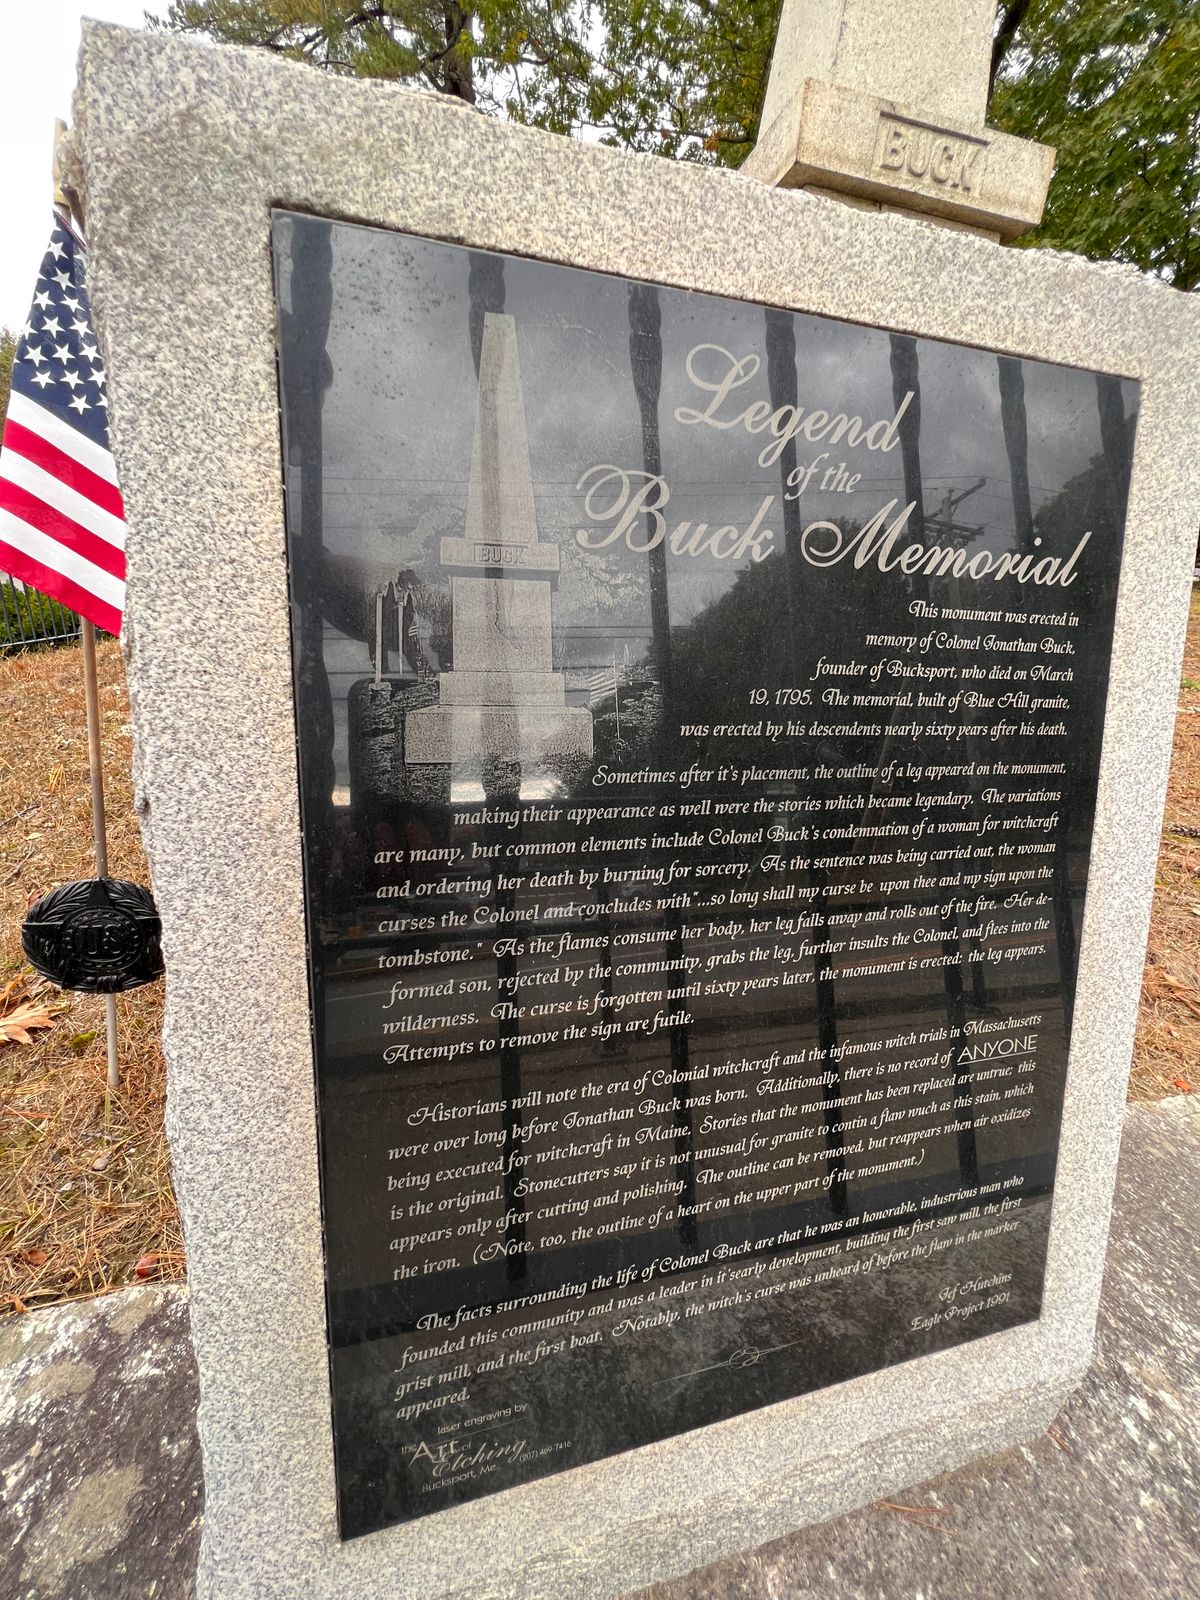 BUCK
BUCK
Legend
of the
Buck Memorial
This monument was erected in
memory of Colonel Jonathan Buck,
founder of Bucksport, who died on March
19, 1795. The memorial, built of Blue Hill granite,
was erected by his descendents nearly sixty years after his death.
Sometimes after it's placement, the outline of a leg appeared on the monument,
making their appearance as well were the stories which became legendary. The variations
are many, but common elements include Colonel Buck's condemnation of a woman for witchcraft
and ordering her death by burning for sorcery. As the sentence was being carried out, the woman
curses the Colonel and concludes with "...so long shall my curse be upon thee and my sign upon the
tombstone." As the flames consume her body, her leg falls away and rolls out of the fire. Her de-
formed son, rejected by the community, grabs the leg, further insults the Colonel, and flees into the
wilderness. The curse is forgotten until sixty years later, the monument is erected: the leg appears.
Attempts to remove the sign are futile.
Historians will note the era of Colonial witchcraft and the infamous witch trials in Massachusetts
were over long before Jonathan Buck was born. Additionally, there is no record of ANYONE
being executed for witchcraft in Maine. Stories that the monument has been replaced are untrue; this
is the original. Stonecutters say it is not unusual for granite to contin a flaw wuch as this stain, which
appears only after cutting and polishing. The outline can be removed, but reappears when air oxidizes
the iron. (Note, too, the outline of a heart on the upper part of the monument.)
The facts surrounding the life of Colonel Buck are that he was an honorable, industrious man who
founded this community and was a leader in it's early development, building the first saw mill, the first
grist mill, and the first boat. Notably, the witch's curse was unheard of before the flaw in the marker
appeared.
Jef Hutchins
Eagle Project 1991
laser engraving by
the Art of
Etching (207) 469-7416
Bucksport, Me.
US